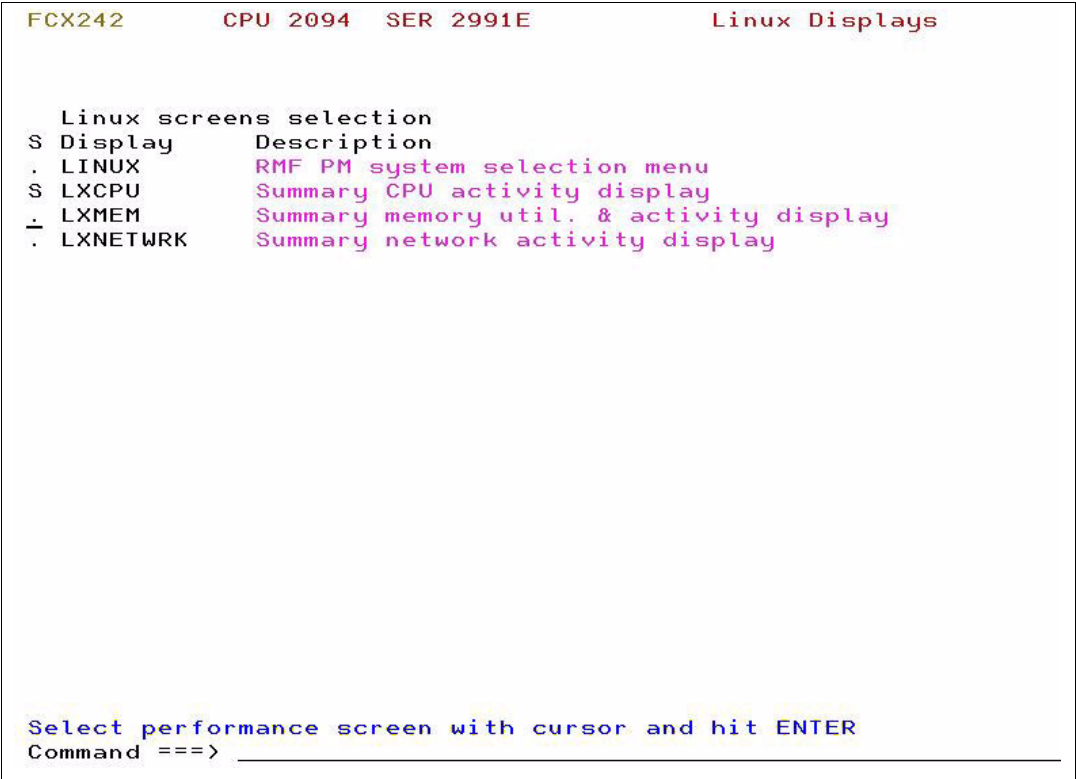 FCX242 CPU 2094 SER 2991E Linux Displays
Linux screens selection
S Display Description
. LINUX RMF PM system selection menu
S LXCPU Summary CPU activity display
. LXMEM Summary memory util. & activity display
. LXNETWRK Summary network activity display
Select performance screen with cursor and hit ENTER
Command ===>